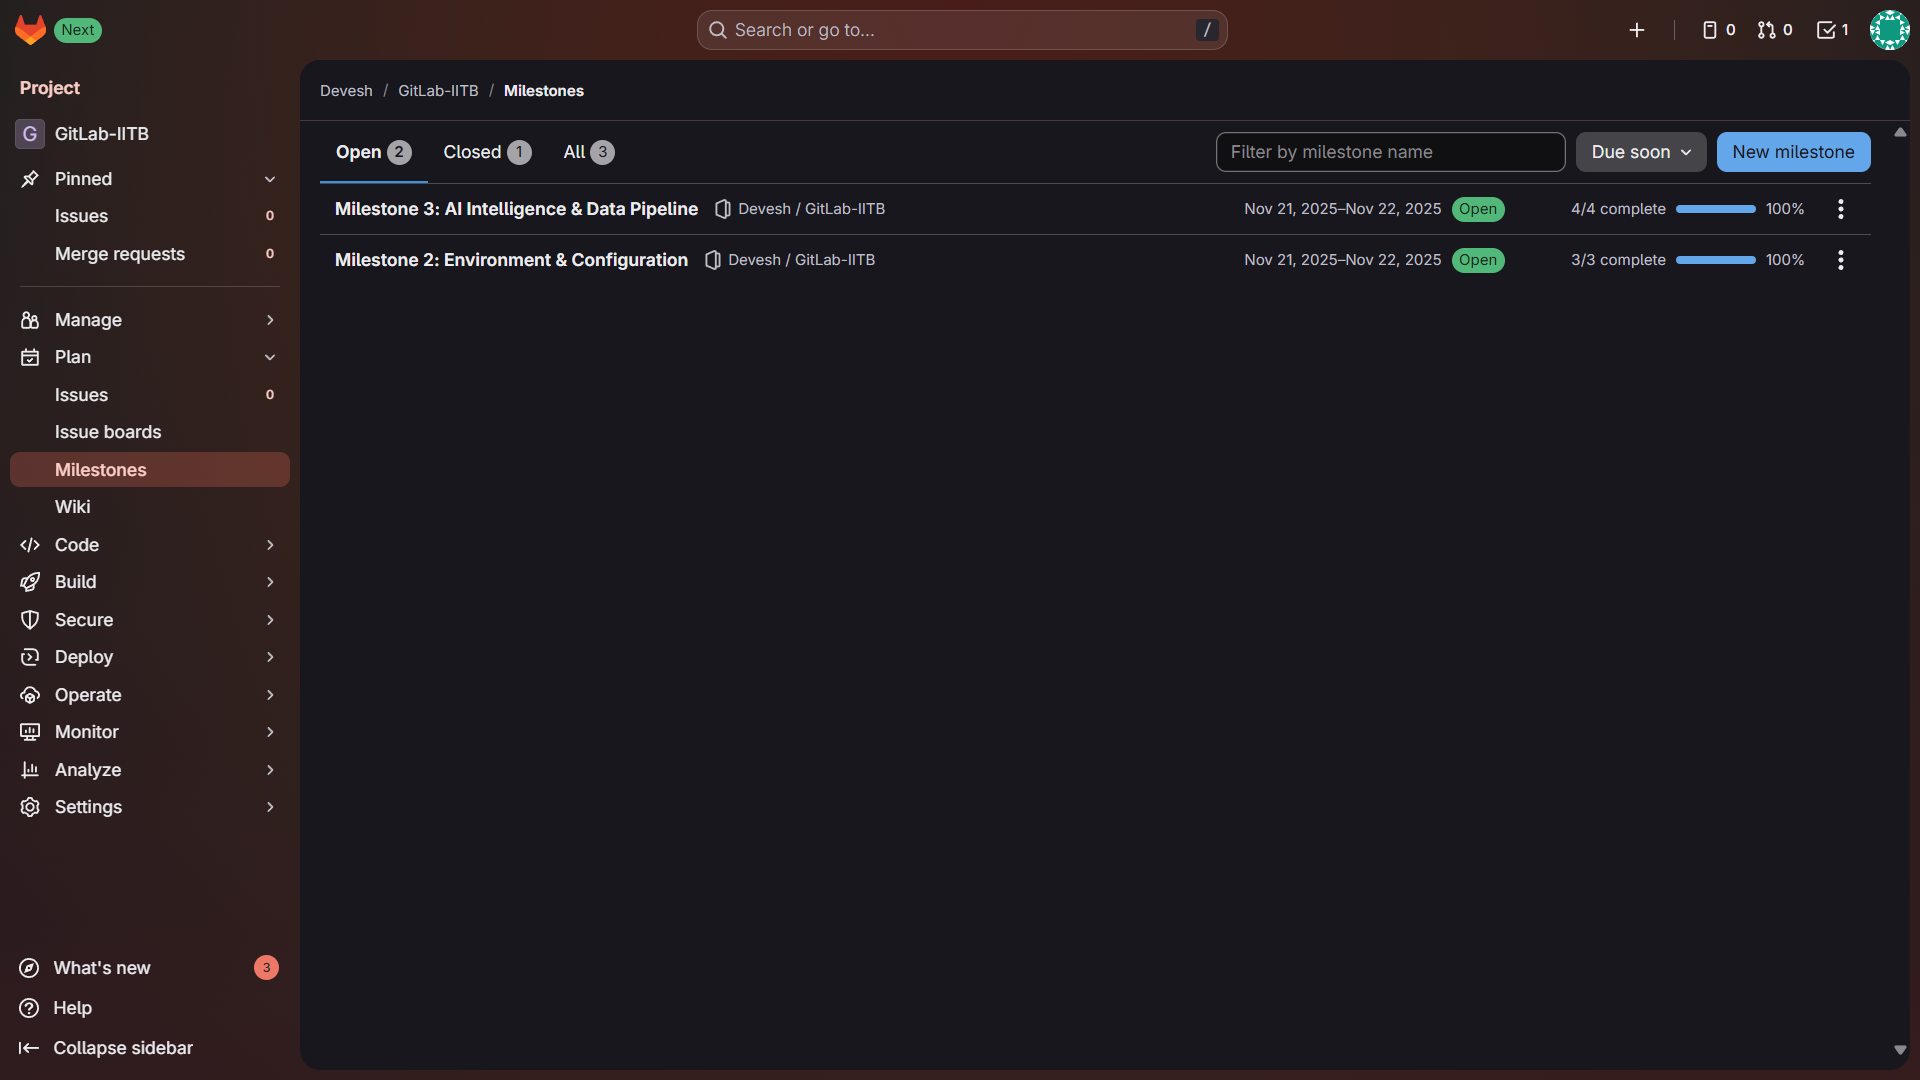 Next
Search or go to...
/
0
0
1
Project
G GitLab-IITB
Pinned
Issues 0
Merge requests 0
Manage
Plan
Issues 0
Issue boards
Milestones
Wiki
Code
Build
Secure
Deploy
Operate
Monitor
Analyze
Settings
What's new 3
Help
Collapse sidebar
Devesh / GitLab-IITB / Milestones
Open 2 Closed 1 All 3 Filter by milestone name Due soon New milestone
Milestone 3: AI Intelligence & Data Pipeline Devesh / GitLab-IITB Nov 21, 2025–Nov 22, 2025 Open 4/4 complete 100%
Milestone 2: Environment & Configuration Devesh / GitLab-IITB Nov 21, 2025–Nov 22, 2025 Open 3/3 complete 100%